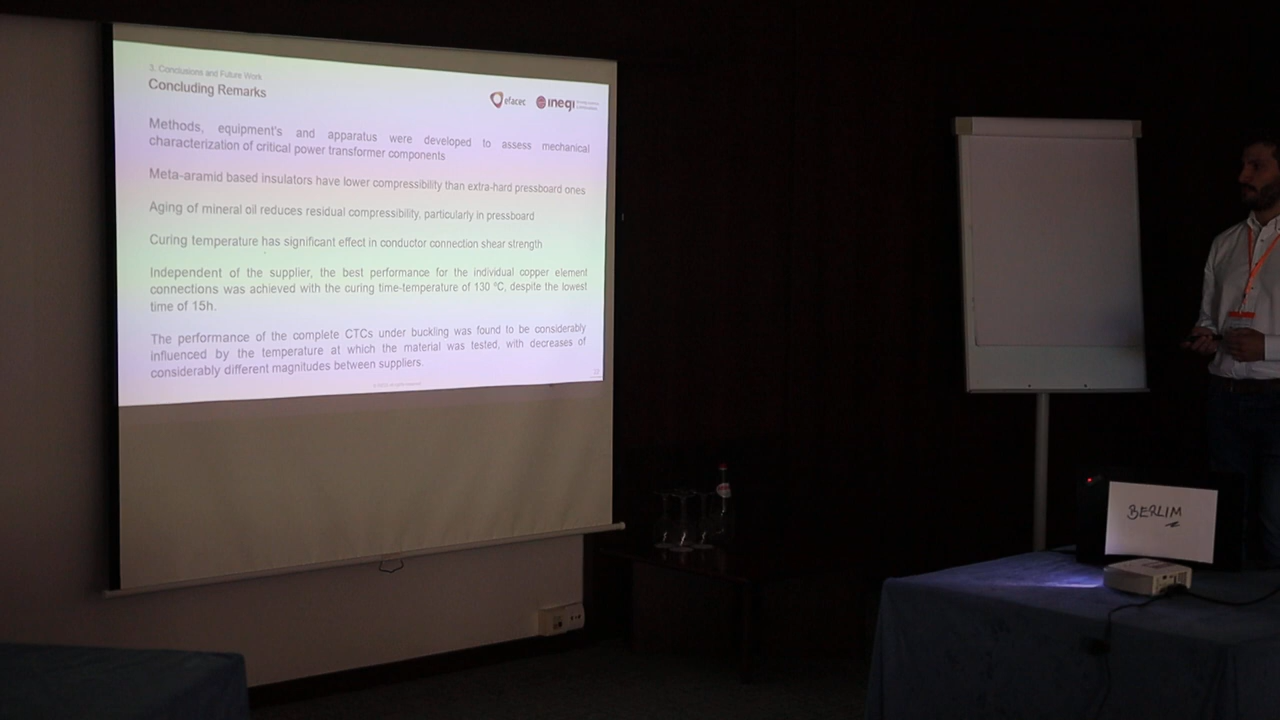 3. Conclusions and Future Work
Concluding Remarks
efacec
inegi
Methods, equipment's and apparatus were developed to assess mechanical
characterization of critical power transformer components
Meta-aramid based insulators have lower compressibility than extra-hard pressboard ones
Aging of mineral oil reduces residual compressibility, particularly in pressboard
Curing temperature has significant effect in conductor connection shear strength
Independent of the supplier, the best performance for the individual copper element
connections was achieved with the curing time-temperature of 130 ºC, despite the lowest
time of 15h.
The performance of the complete CTCs under buckling was found to be considerably
influenced by the temperature at which the material was tested, with decreases of
considerably different magnitudes between suppliers.
BERLIM